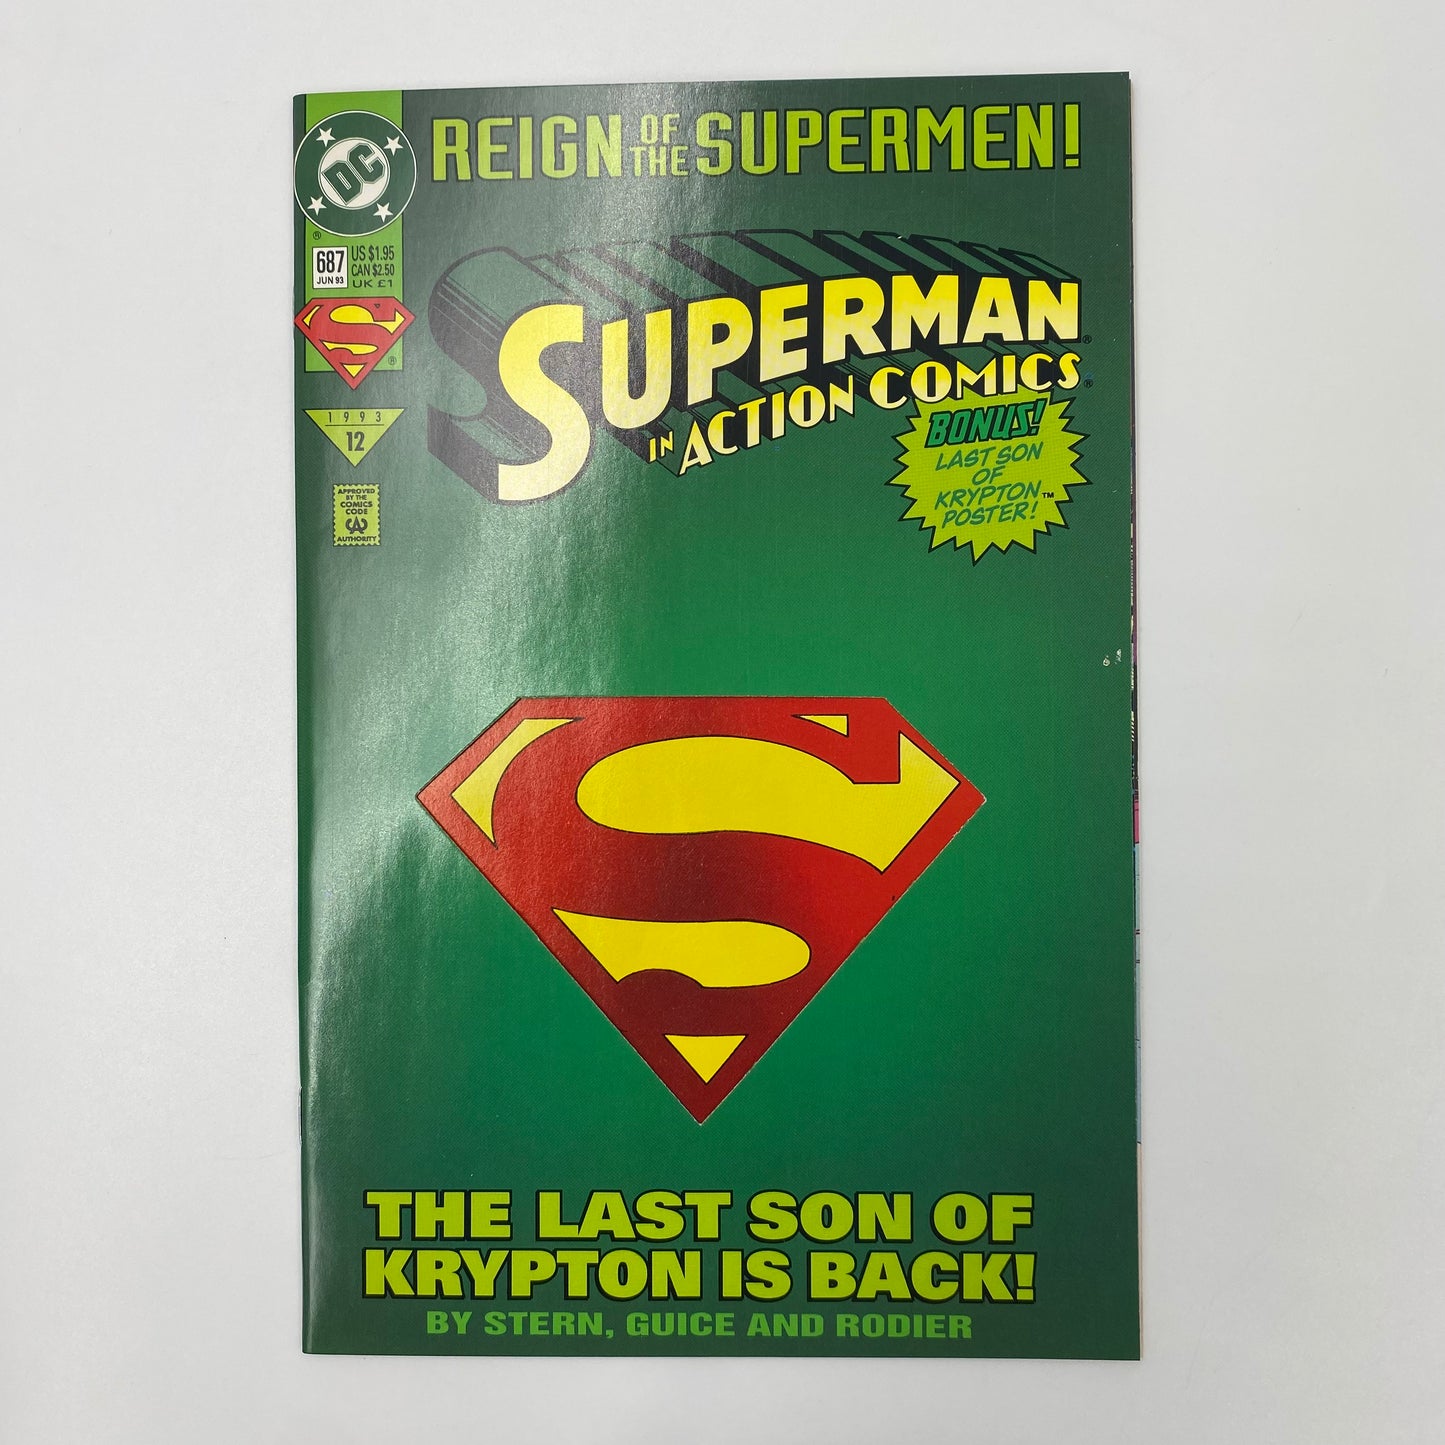 REIGN OF THE SUPERMEN!
DC
®
687
JUN 93
US $1.95
CAN $2.50
UK £1
S
®
1993
12
APPROVED
BY THE
COMICS
CODE
CA
AUTHORITY
SUPERMAN®
IN ACTION COMICS®
BONUS!
LAST SON
OF
KRYPTON™
POSTER!
S
THE LAST SON OF
KRYPTON IS BACK!
BY STERN, GUICE AND RODIER